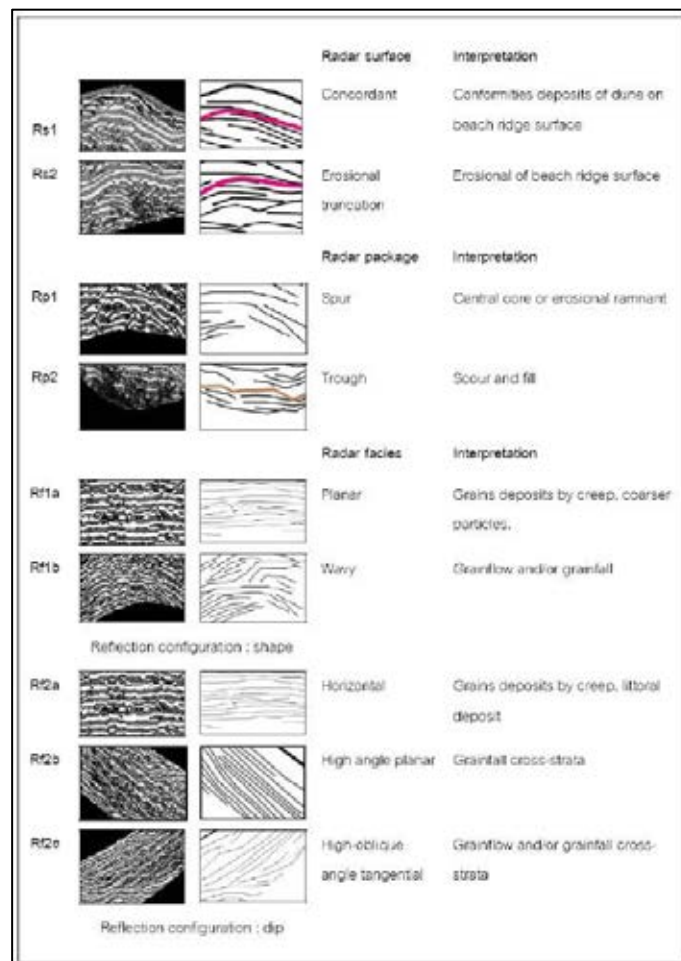 Radar surface Interpretation
Rs1 Concordant Conformities deposits of dune on
beach ridge surface
Rs2 Erosional Erosional of beach ridge surface
truncation
Radar package Interpretation
Rp1 Spur Central core or erosional remnant
Rp2 Trough Scour and fill
Radar facies Interpretation
Rf1a Planar Grains deposits by creep, coarser
particles.
Rf1b Wavy Grainflow and/or grainfall
Reflection configuration : shape
Rf2a Horizontal Grains deposits by creep, littoral
deposit
Rf2b High angle planar Grainfall cross-strata
Rf2c High-oblique Grainflow and/or grainfall cross-
angle tangential strata
Reflection configuration : dip